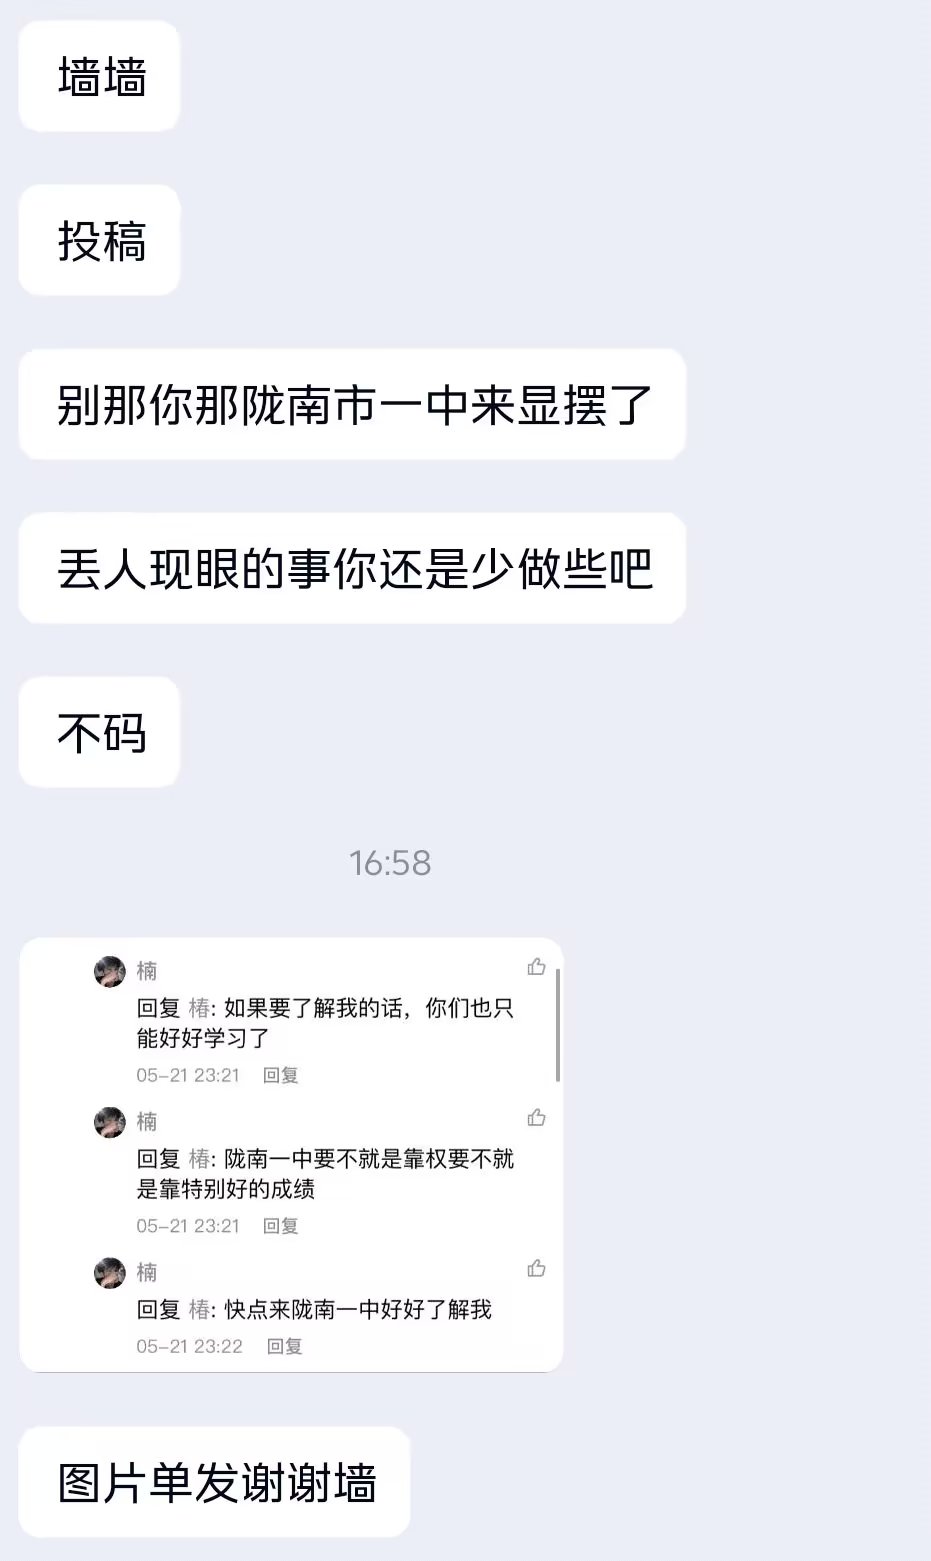 墙墙
投稿
别那你那陇南市一中来显摆了
丢人现眼的事你还是少做些吧
不码
16:58
楠
回复 椿: 如果要了解我的话，你们也只
能好好学习了
05-21 23:21 回复
楠
回复 椿: 陇南一中要不就是靠权要不就
是靠特别好的成绩
05-21 23:21 回复
楠
回复 椿: 快点来陇南一中好好了解我
05-21 23:22 回复
图片单发谢谢墙